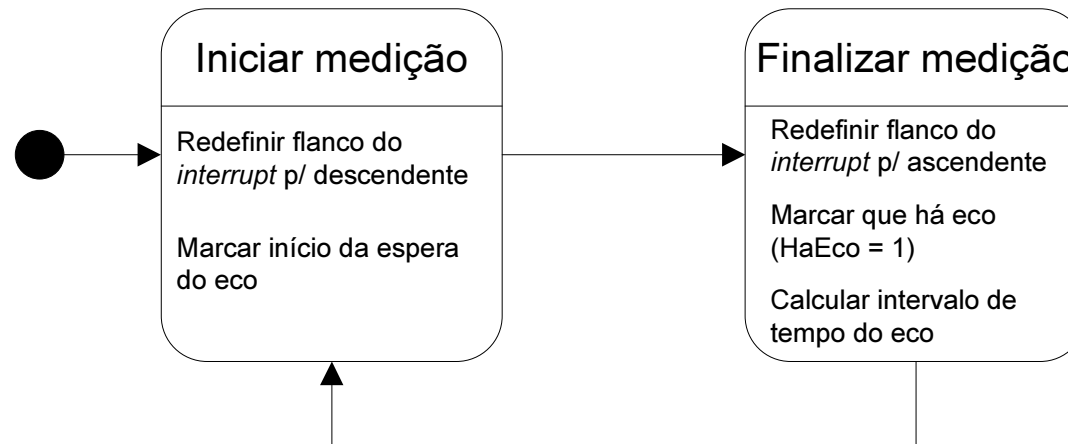 Iniciar medição
Redefinir flanco do
interrupt p/ descendente
Marcar início da espera
do eco
Finalizar medição
Redefinir flanco do
interrupt p/ ascendente
Marcar que há eco
(HaEco = 1)
Calcular intervalo de
tempo do eco